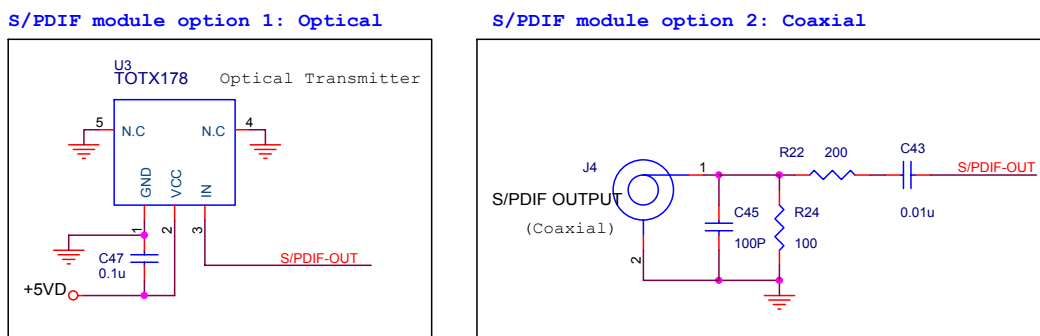 S/PDIF module option 1: Optical
U3
TOTX178
Optical Transmitter
5
N.C
N.C
4
GND
VCC
IN
1
2
3
C47
0.1u
S/PDIF-OUT
+5VD
S/PDIF module option 2: Coaxial
J4
1
R22
200
C43
S/PDIF-OUT
0.01u
S/PDIF OUTPUT
(Coaxial)
C45
100P
R24
100
2